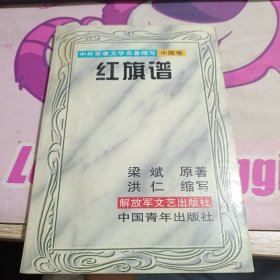 中外军事文学名著缩写 中国卷
红旗谱
梁斌 原著
洪仁 缩写
解放军文艺出版社
中国青年出版社